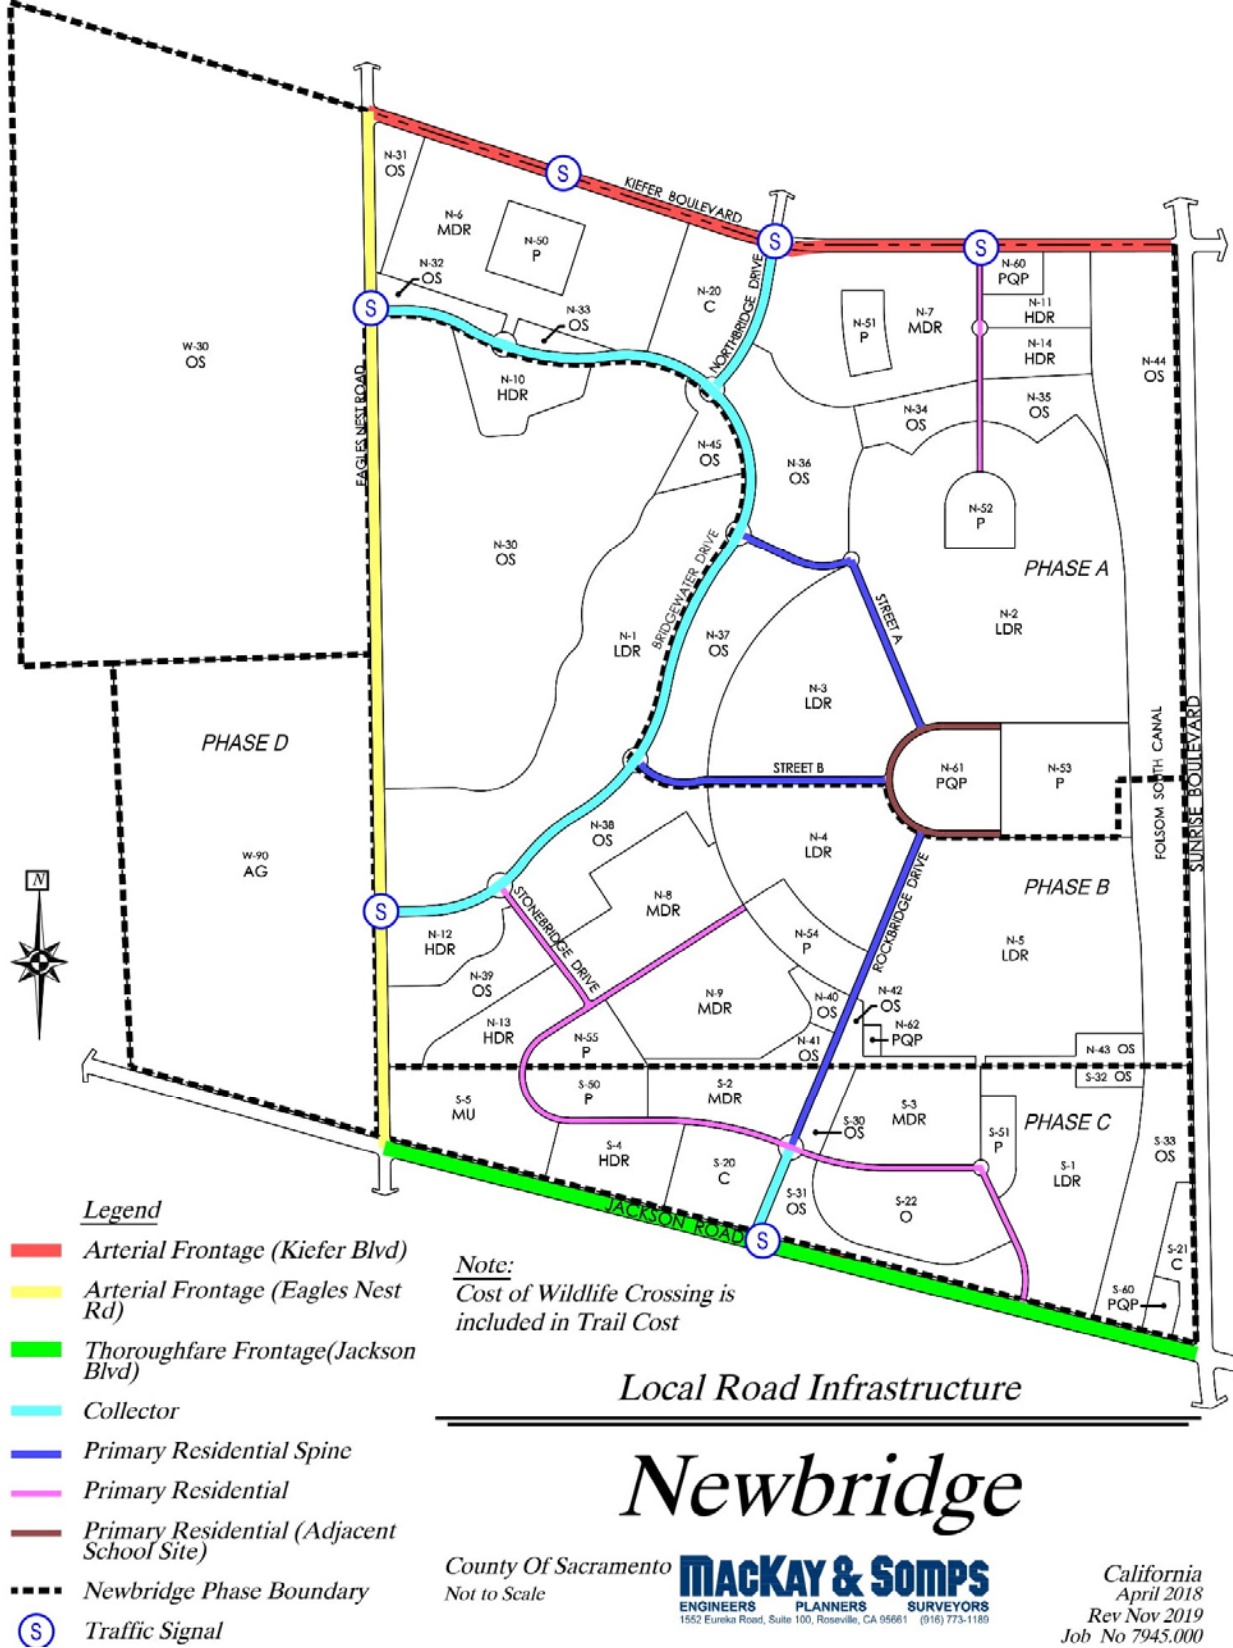 N-31
OS
S
KIEFER BOULEVARD
N-6
MDR
N-50
P
S
S
N-60
PQP
N-32
OS
N-20
C
NORTHBRIDGE DRIVE
N-7
MDR
N-11
HDR
S
N-33
OS
N-51
P
N-14
HDR
N-44
OS
W-30
OS
N-10
HDR
N-34
OS
N-35
OS
EAGLES NEST ROAD
N-45
OS
N-36
OS
N-52
P
N-30
OS
PHASE A
BRIDGEWATER DRIVE
STREET A
N-1
LDR
N-37
OS
N-2
LDR
N-3
LDR
PHASE D
FOLSOM SOUTH CANAL
SUNRISE BOULEVARD
STREET B
N-61
PQP
N-53
P
N-38
OS
N-4
LDR
W-90
AG
N
PHASE B
STONEBRIDGE DRIVE
N-8
MDR
ROCKBRIDGE DRIVE
S
N-12
HDR
N-54
P
N-5
LDR
N-39
OS
N-9
MDR
N-40
OS
N-42
OS
N-13
HDR
N-55
P
N-41
OS
N-62
PQP
N-43 OS
S-32 OS
S-5
MU
S-50
P
S-2
MDR
S-3
MDR
S-30
OS
PHASE C
S-51
P
S-4
HDR
S-20
C
S-1
LDR
S-33
OS
S-31
OS
S-22
O
JACKSON ROAD
S
S-21
C
S-60
PQP
Legend
Arterial Frontage (Kiefer Blvd)
Arterial Frontage (Eagles Nest
Rd)
Thoroughfare Frontage(Jackson
Blvd)
Collector
Primary Residential Spine
Primary Residential
Primary Residential (Adjacent
School Site)
Newbridge Phase Boundary
S Traffic Signal
Note:
Cost of Wildlife Crossing is
included in Trail Cost
Local Road Infrastructure
Newbridge
County Of Sacramento
Not to Scale
MACKAY & SOMPS
ENGINEERS PLANNERS SURVEYORS
1552 Eureka Road, Suite 100, Roseville, CA 95661 (916) 773-1189
California
April 2018
Rev Nov 2019
Job No 7945.000